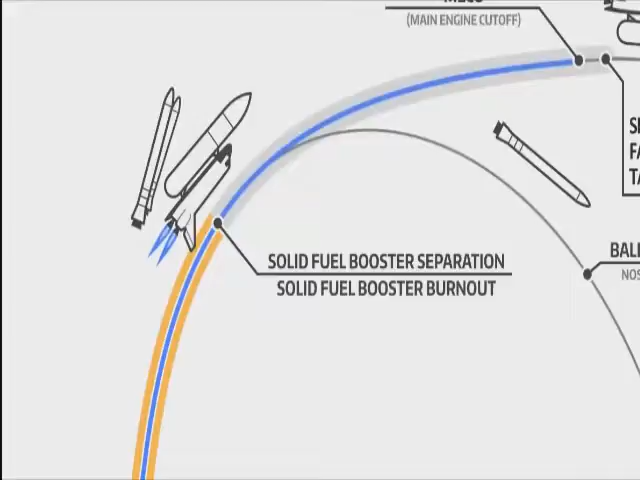 (MAIN ENGINE CUTOFF)
SOLID FUEL BOOSTER SEPARATION
SOLID FUEL BOOSTER BURNOUT